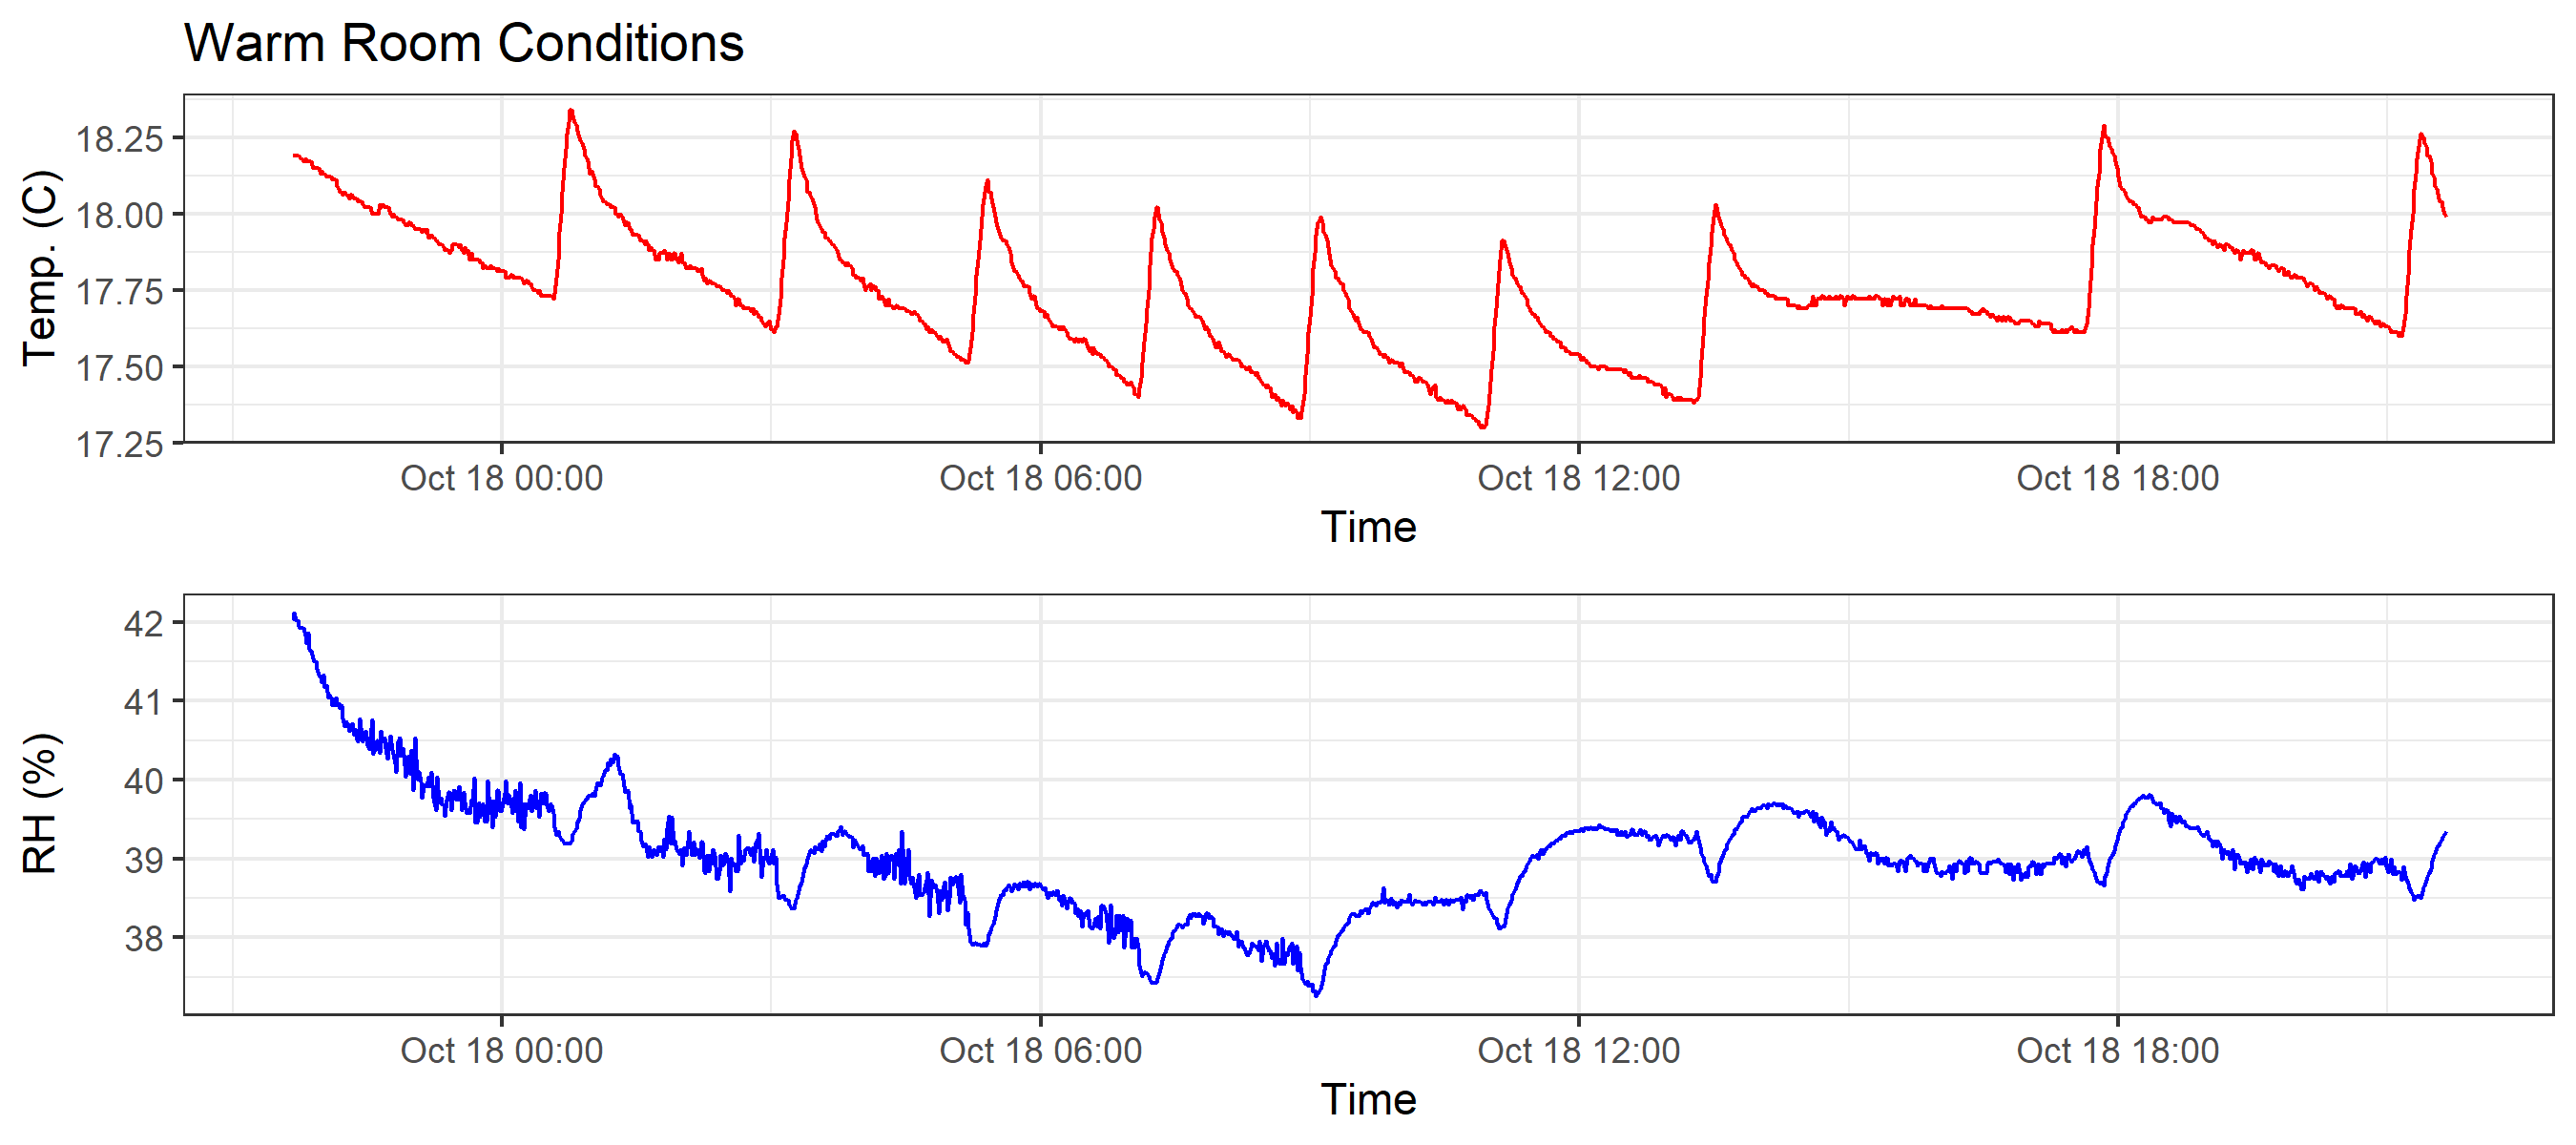 Warm Room Conditions
Temp. (C)
18.25
18.00
17.75
17.50
17.25
Oct 18 00:00 Oct 18 06:00 Oct 18 12:00 Oct 18 18:00
Time
RH (%)
42
41
40
39
38
Oct 18 00:00 Oct 18 06:00 Oct 18 12:00 Oct 18 18:00
Time